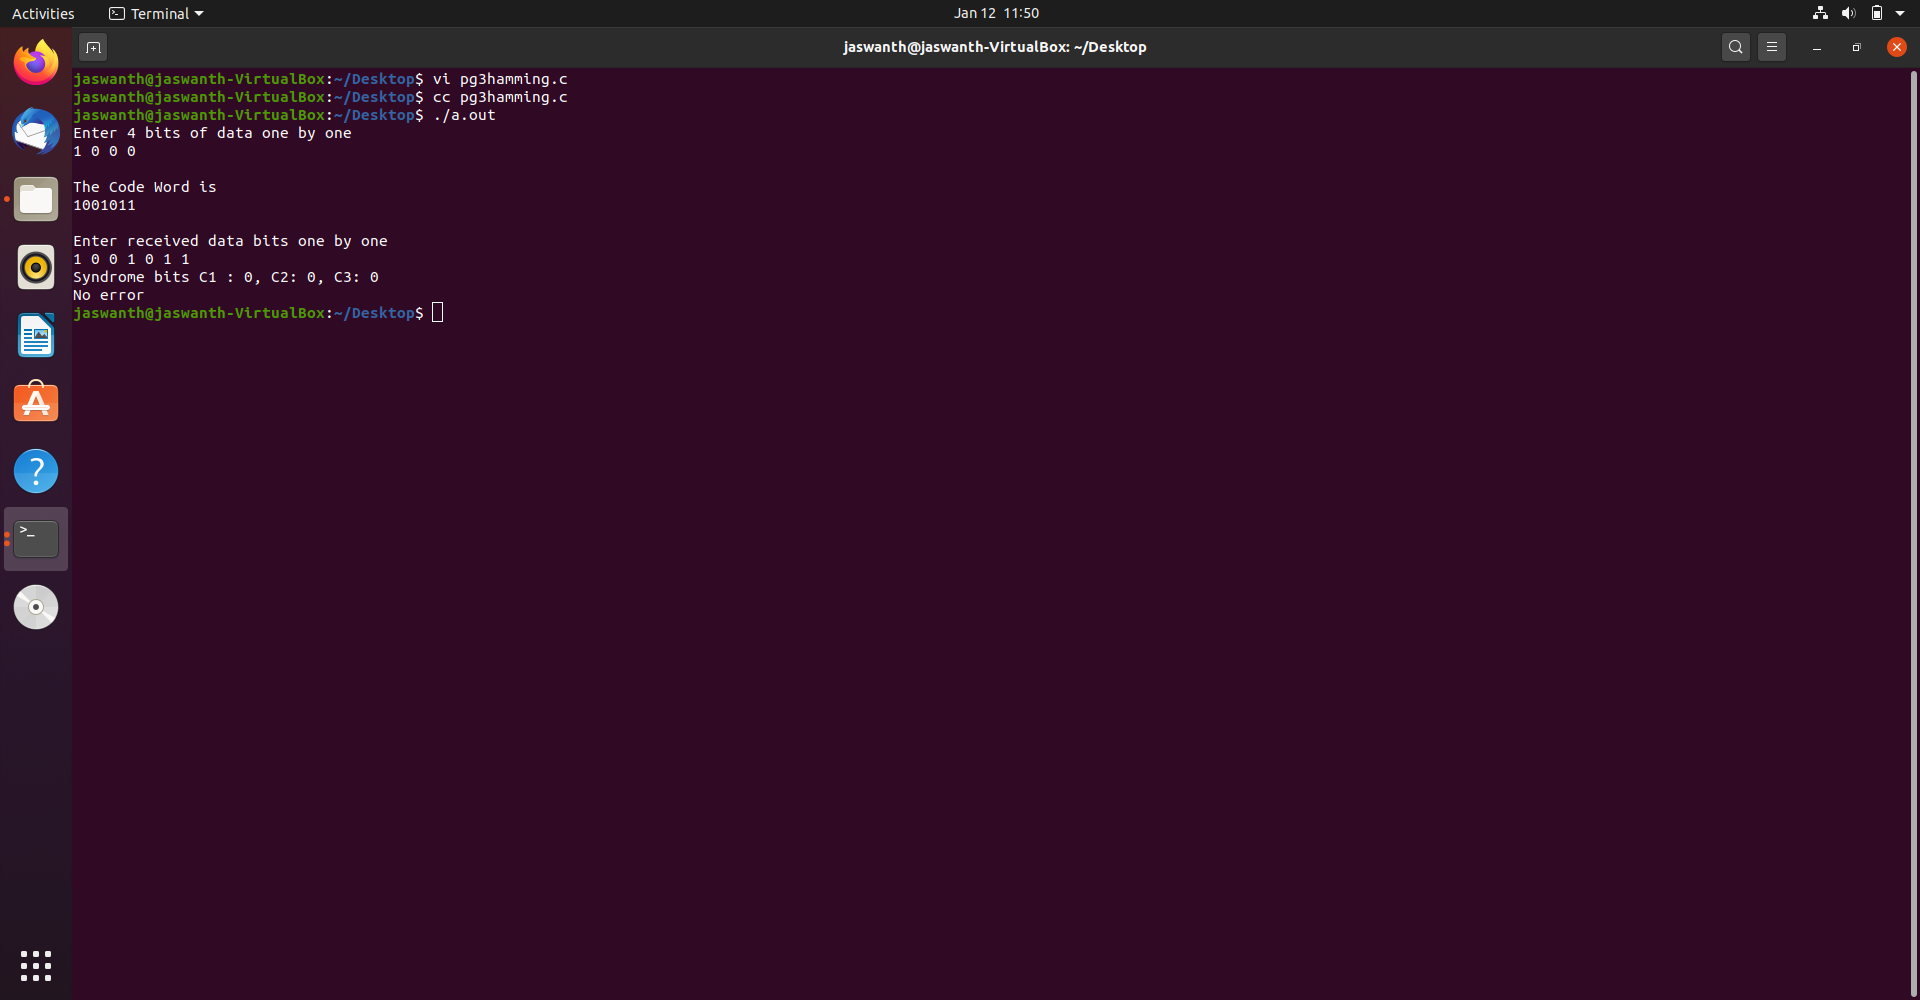 Activities Terminal Jan 12 11:50
jaswanth@jaswanth-VirtualBox: ~/Desktop
jaswanth@jaswanth-VirtualBox:~/Desktop$ vi pg3hamming.c
jaswanth@jaswanth-VirtualBox:~/Desktop$ cc pg3hamming.c
jaswanth@jaswanth-VirtualBox:~/Desktop$ ./a.out
Enter 4 bits of data one by one
1 0 0 0
The Code Word is
1001011
Enter received data bits one by one
1 0 0 1 0 1 1
Syndrome bits C1 : 0, C2: 0, C3: 0
No error
jaswanth@jaswanth-VirtualBox:~/Desktop$